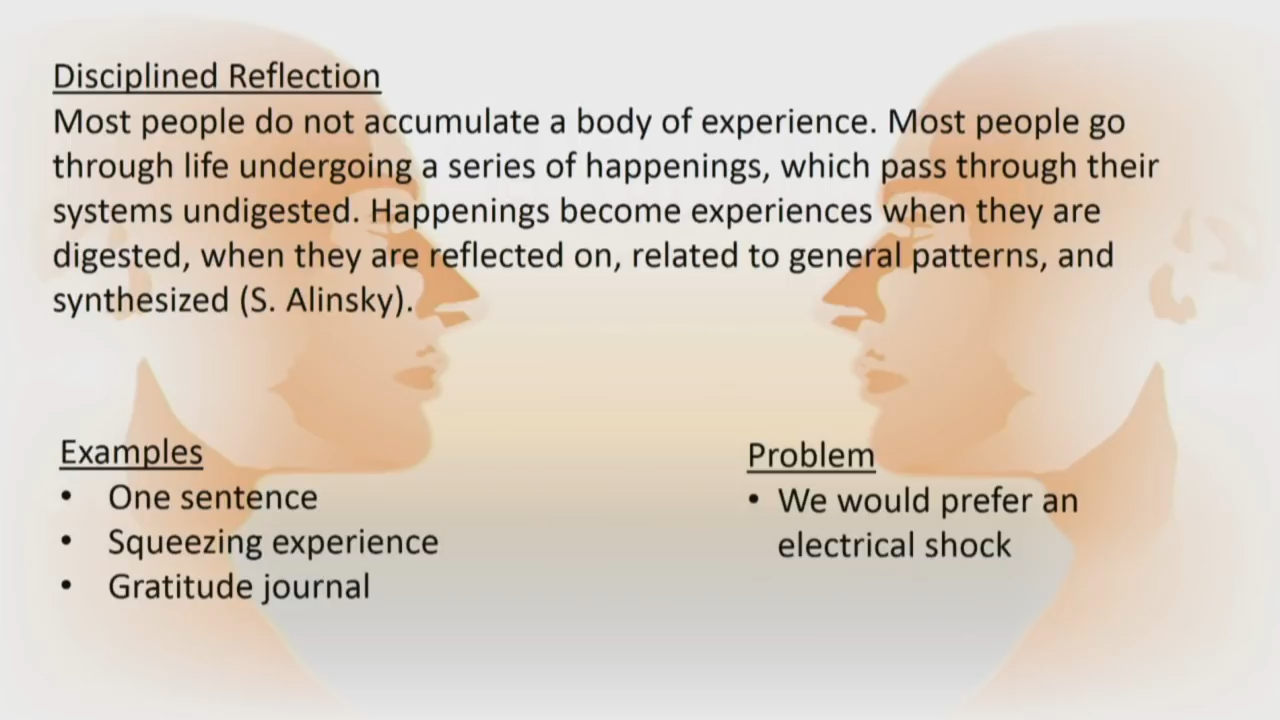 Disciplined Reflection
Most people do not accumulate a body of experience. Most people go
through life undergoing a series of happenings, which pass through their
systems undigested. Happenings become experiences when they are
digested, when they are reflected on, related to general patterns, and
synthesized (S. Alinsky).
Examples
• One sentence
• Squeezing experience
• Gratitude journal
Problem
• We would prefer an
electrical shock